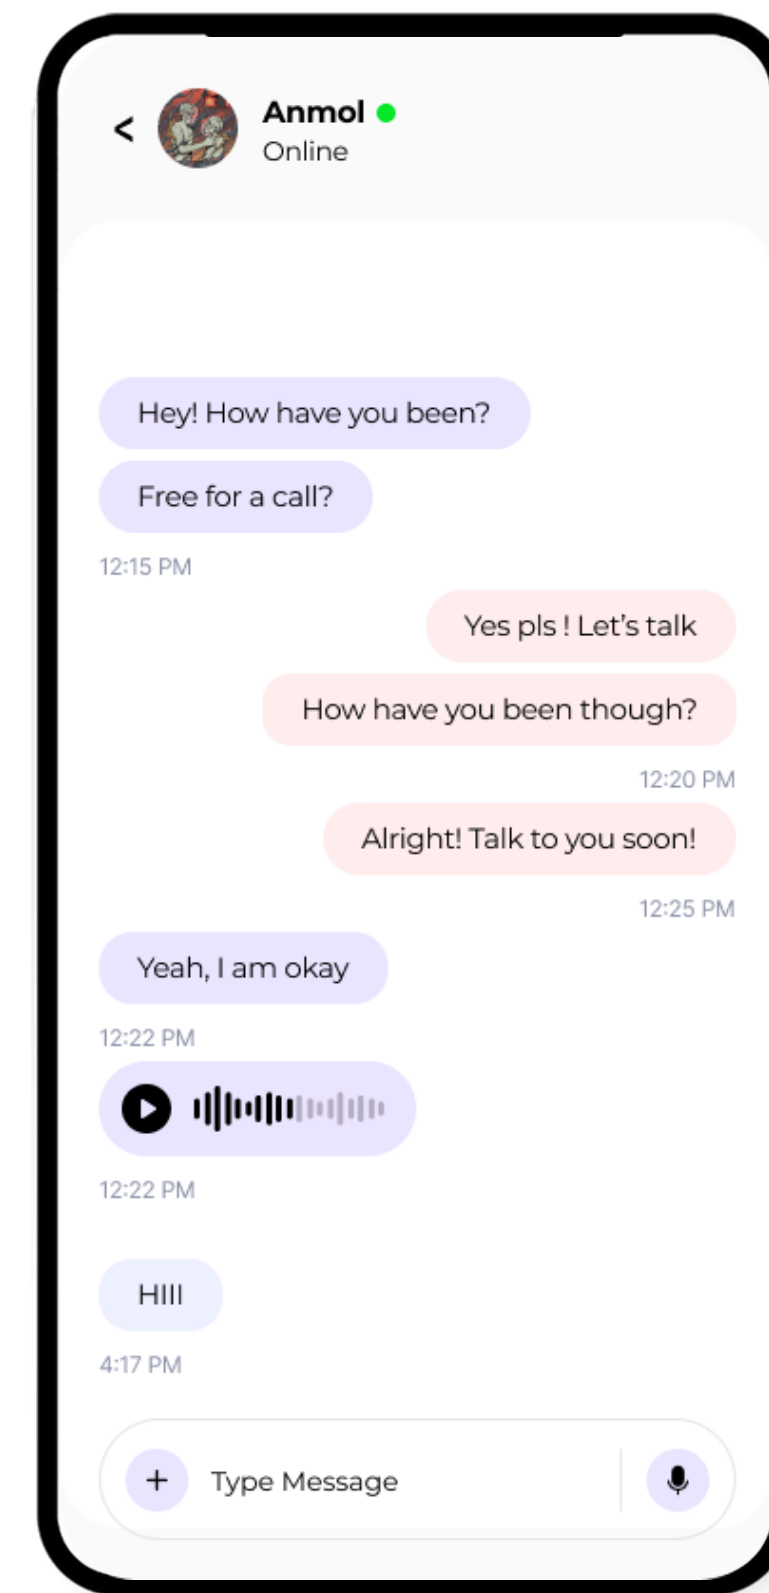 <
Anmol
Online
Hey! How have you been?
Free for a call?
12:15 PM
Yes pls ! Let’s talk
How have you been though?
12:20 PM
Alright! Talk to you soon!
12:25 PM
Yeah, I am okay
12:22 PM
12:22 PM
HIII
4:17 PM
+ Type Message